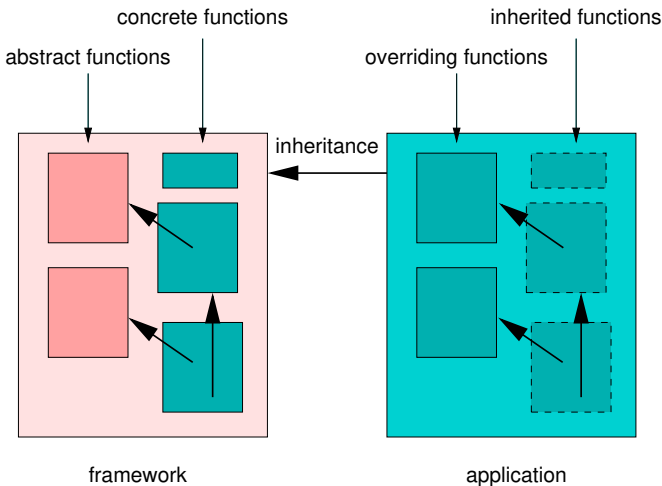 concrete functions
inherited functions
abstract functions
overriding functions
inheritance
framework
application